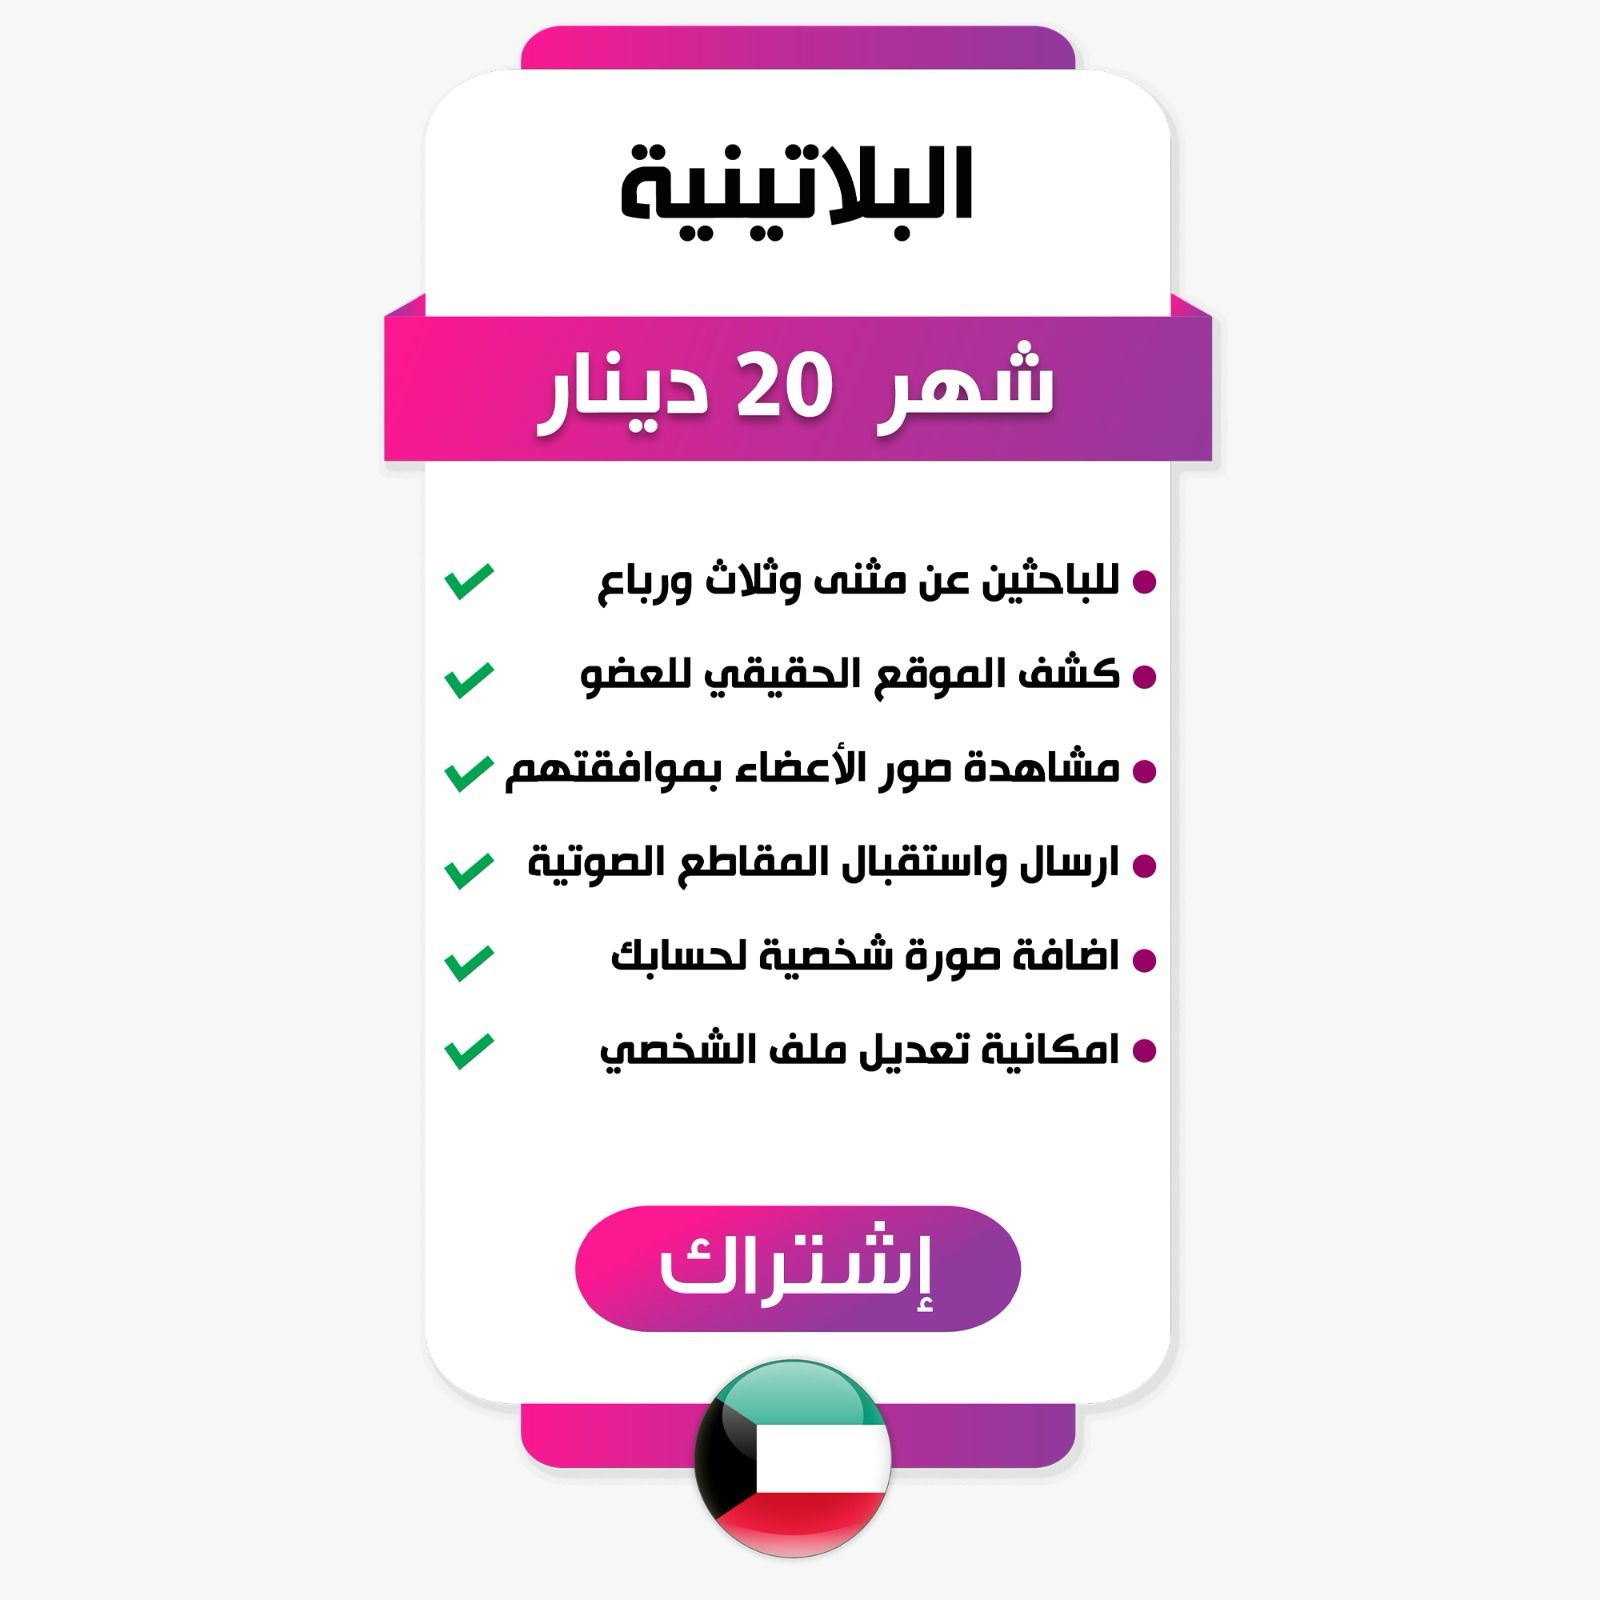 البلاتينية
شهر 20 دينار
للباحثين عن مثنى وثلاث ورباع
كشف الموقع الحقيقي للعضو
مشاهدة صور الأعضاء بموافقتهم
ارسال واستقبال المقاطع الصوتية
اضافة صورة شخصية لحسابك
امكانية تعديل ملف الشخصي
إشتراك